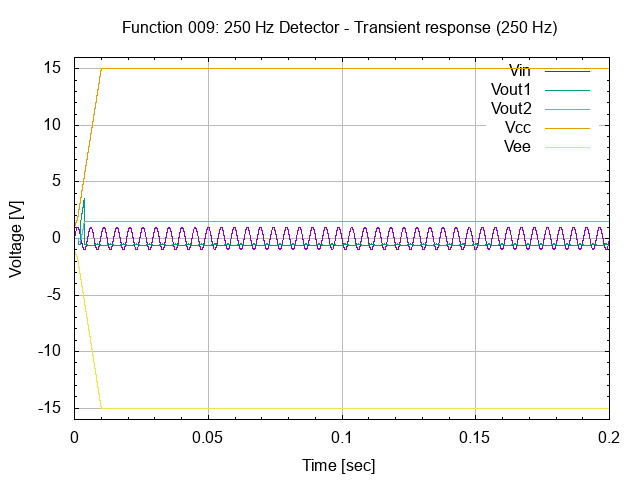 Function 009: 250 Hz Detector - Transient response (250 Hz)
Vin
Vout1
Vout2
Vcc
Vee
15
10
5
0
-5
-10
-15
Voltage [V]
0 0.05 0.1 0.15 0.2
Time [sec]